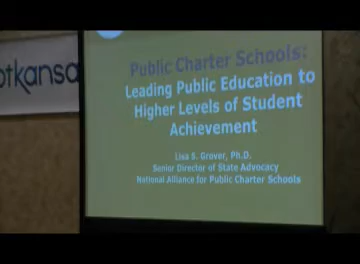 otkansa
Public Charter Schools:
Leading Public Education to
Higher Levels of Student
Achievement
Lisa S. Grover, Ph.D.
Senior Director of State Advocacy
National Alliance for Public Charter Schools